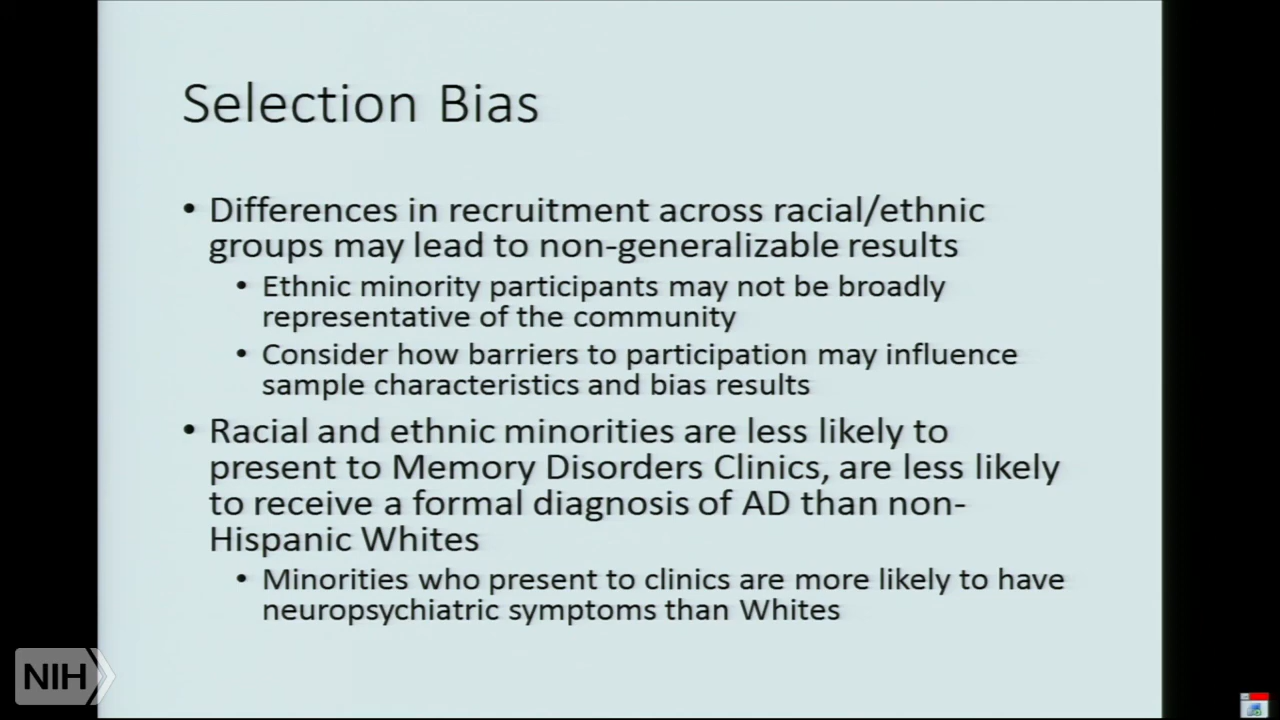 Selection Bias
• Differences in recruitment across racial/ethnic
groups may lead to non-generalizable results
• Ethnic minority participants may not be broadly
representative of the community
• Consider how barriers to participation may influence
sample characteristics and bias results
• Racial and ethnic minorities are less likely to
present to Memory Disorders Clinics, are less likely
to receive a formal diagnosis of AD than non-
Hispanic Whites
• Minorities who present to clinics are more likely to have
neuropsychiatric symptoms than Whites
NIH